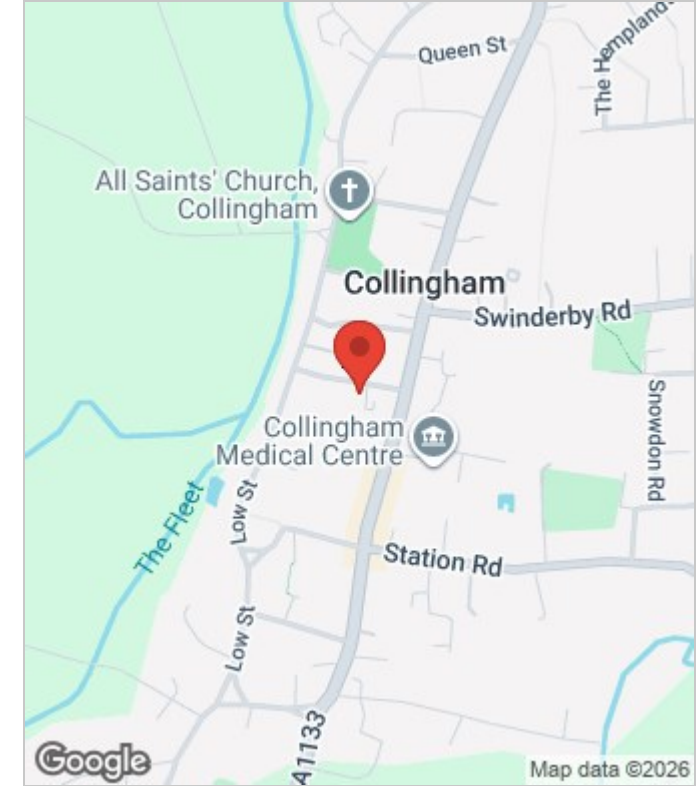 Queen St
The Hemplands
All Saints' Church,
Collingham
Collingham
Swinderby Rd
Snowdon Rd
Collingham
Medical Centre
Low St
The Fleet
Station Rd
Low St
A1133
Google
Map data ©2026